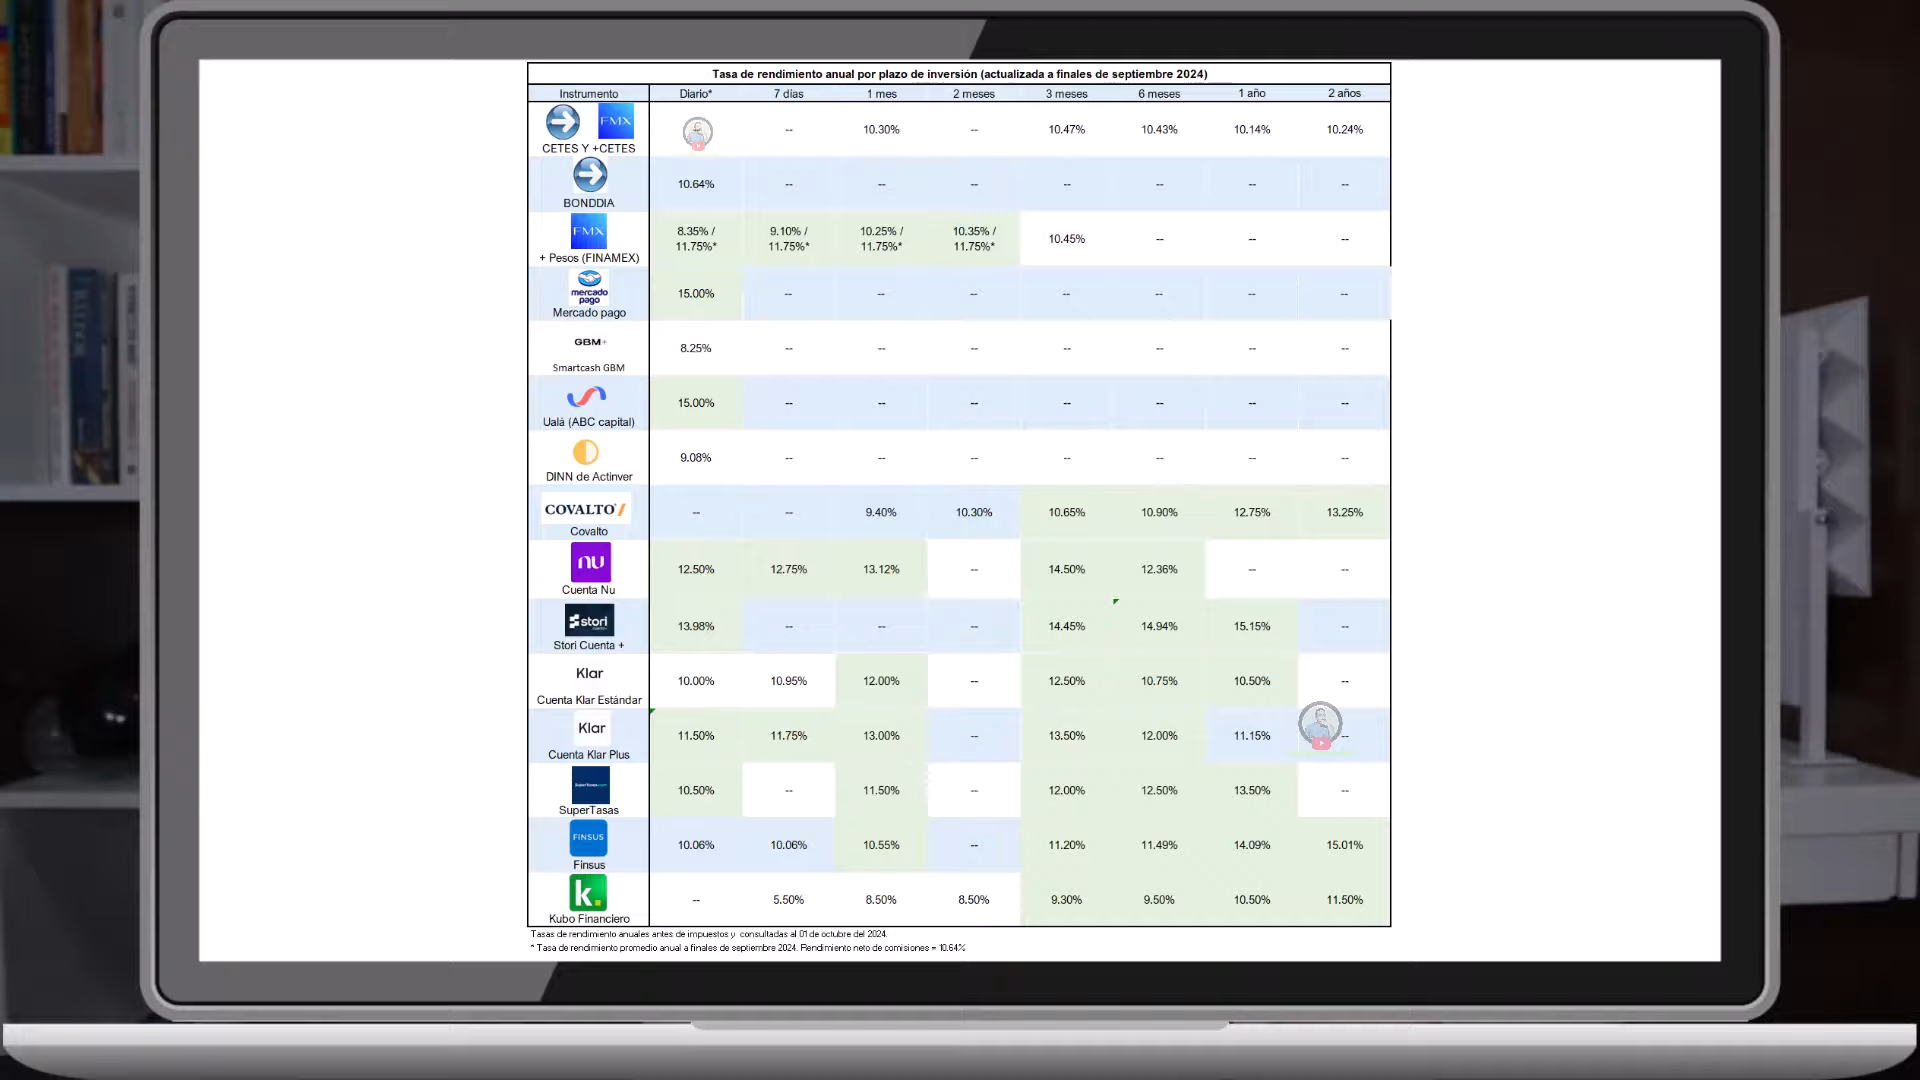 Tasa de rendimiento anual por plazo de inversión (actualizada a finales de septiembre 2024)
Instrumento Diario* 7 días 1 mes 2 meses 3 meses 6 meses 1 año 2 años
FMX
CETES Y +CETES -- 10.30% -- 10.47% 10.43% 10.14% 10.24%
BONDDIA 10.64% -- -- -- -- -- -- --
FMX
+ Pesos (FINAMEX) 8.35% / 11.75%* 9.10% / 11.75%* 10.25% / 11.75%* 10.35% / 11.75%* 10.45% -- -- --
mercado
pago
Mercado pago 15.00% -- -- -- -- -- -- --
GBM+
Smartcash GBM 8.25% -- -- -- -- -- -- --
Ualá (ABC capital) 15.00% -- -- -- -- -- -- --
DINN de Actinver 9.08% -- -- -- -- -- -- --
COVALTO
Covalto -- -- 9.40% 10.30% 10.65% 10.90% 12.75% 13.25%
nu
Cuenta Nu 12.50% 12.75% 13.12% -- 14.50% 12.36% -- --
stori
Stori Cuenta + 13.98% -- -- -- 14.45% 14.94% 15.15% --
Klar
Cuenta Klar Estándar 10.00% 10.95% 12.00% -- 12.50% 10.75% 10.50% --
Klar
Cuenta Klar Plus 11.50% 11.75% 13.00% -- 13.50% 12.00% 11.15% --
SuperTasas 10.50% -- 11.50% -- 12.00% 12.50% 13.50% --
FINSUS
Finsus 10.06% 10.06% 10.55% -- 11.20% 11.49% 14.09% 15.01%
k.
Kubo Financiero -- 5.50% 8.50% 8.50% 9.30% 9.50% 10.50% 11.50%
Tasas de rendimiento anuales antes de impuestos y consultadas al 01 de octubre del 2024.
* Tasa de rendimiento promedio anual a finales de septiembre 2024. Rendimiento neto de comisiones = 10.64%